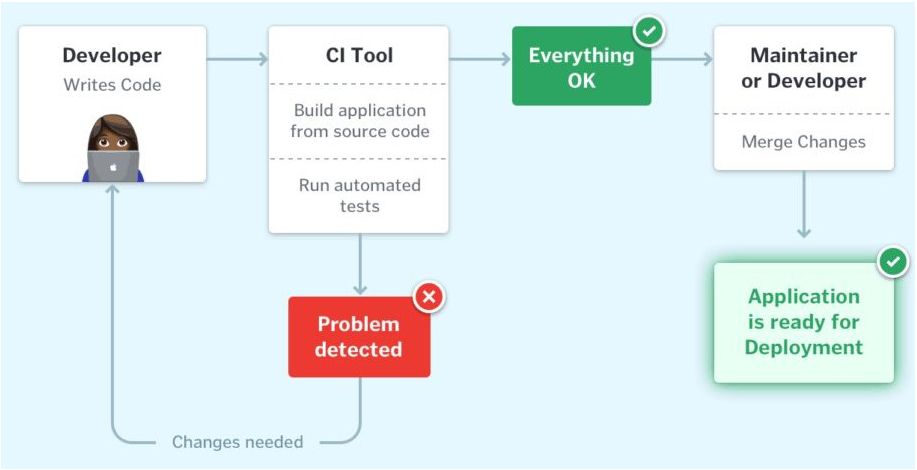 Developer
Writes Code
CI Tool
Build application
from source code
Run automated
tests
Everything
OK
Maintainer
or Developer
Merge Changes
Problem
detected
Changes needed
Application
is ready for
Deployment